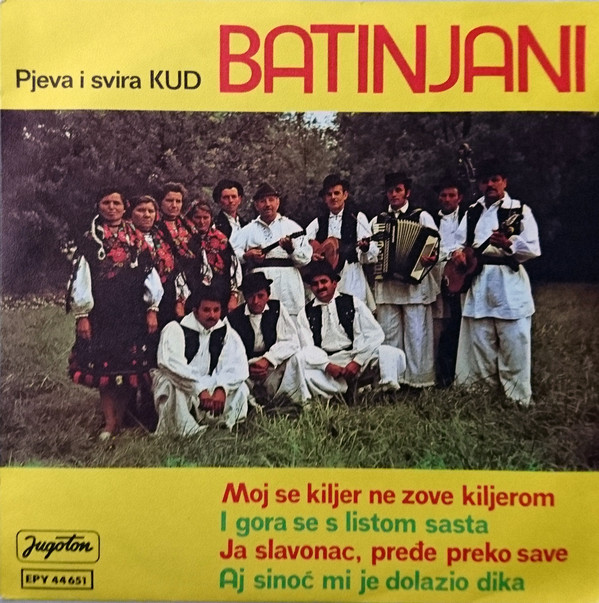 Pjeva i svira KUD BATINJANI
Moj se kiljer ne zove kiljerom
I gora se s listom sasta
Ja slavonac, pređe preko save
Aj sinoć mi je dolazio dika
Jugoton
EPY 44651